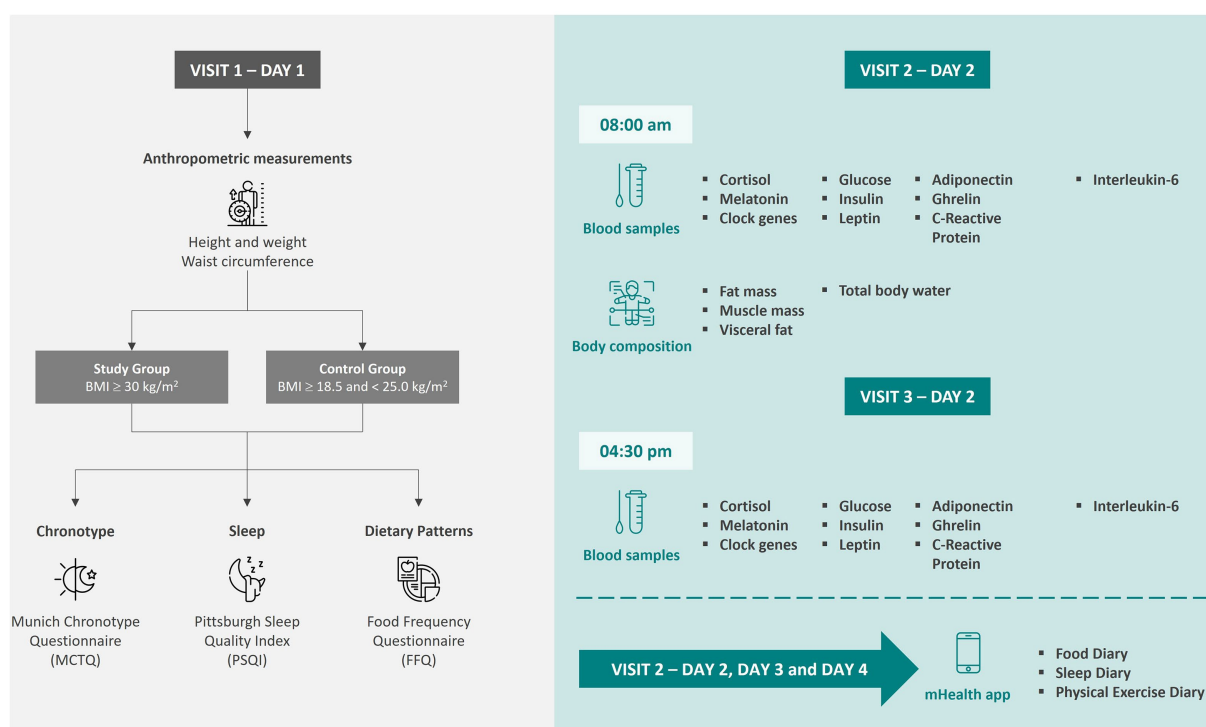 VISIT 1 – DAY 1
Anthropometric measurements
Height and weight
Waist circumference
Study Group
BMI ≥ 30 kg/m²
Control Group
BMI ≥ 18.5 and < 25.0 kg/m²
Chronotype
Munich Chronotype
Questionnaire
(MCTQ)
Sleep
z z z z
Pittsburgh Sleep
Quality Index
(PSQI)
Dietary Patterns
Food Frequency
Questionnaire
(FFQ)
VISIT 2 – DAY 2
08:00 am
Blood samples
▪ Cortisol
▪ Melatonin
▪ Clock genes
▪ Glucose
▪ Insulin
▪ Leptin
▪ Adiponectin
▪ Ghrelin
▪ C-Reactive
Protein
▪ Interleukin-6
Body composition
▪ Fat mass
▪ Muscle mass
▪ Visceral fat
▪ Total body water
VISIT 3 – DAY 2
04:30 pm
Blood samples
▪ Cortisol
▪ Melatonin
▪ Clock genes
▪ Glucose
▪ Insulin
▪ Leptin
▪ Adiponectin
▪ Ghrelin
▪ C-Reactive
Protein
▪ Interleukin-6
VISIT 2 – DAY 2, DAY 3 and DAY 4
mHealth app
▪ Food Diary
▪ Sleep Diary
▪ Physical Exercise Diary